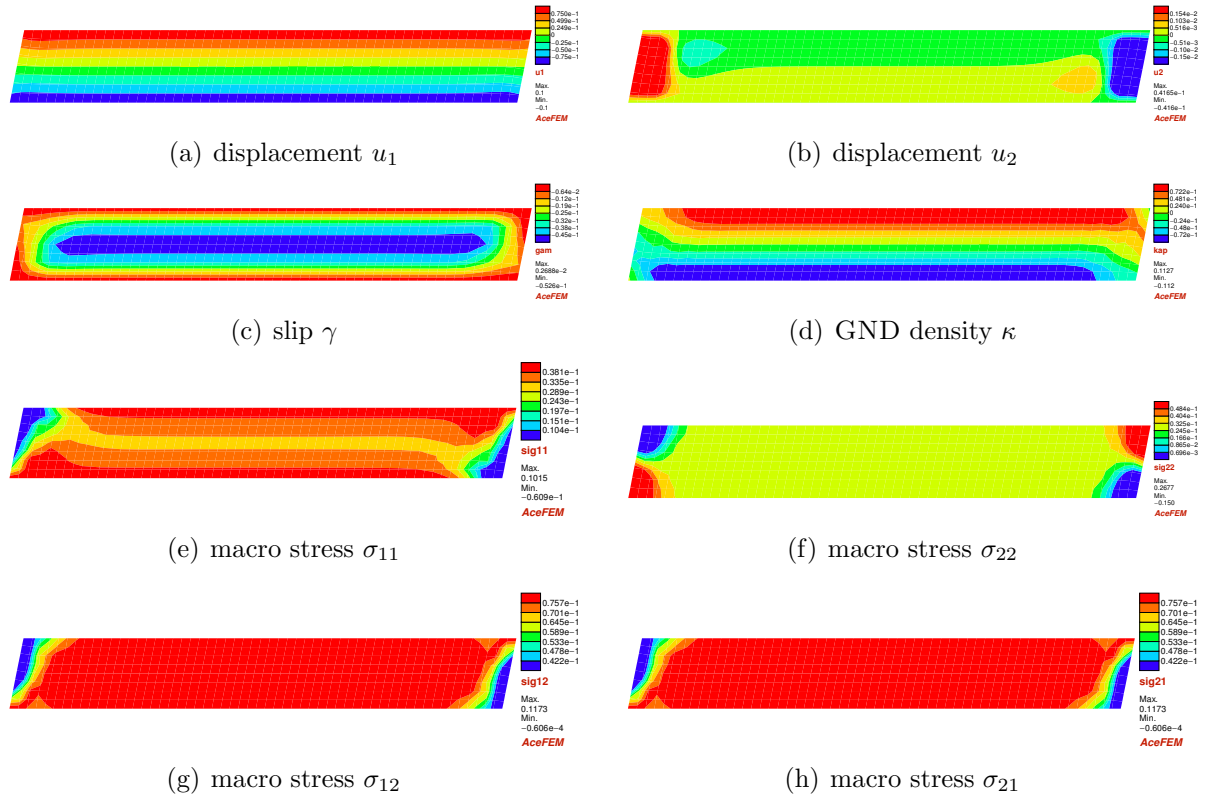 0.750e-1
0.499e-1
0.249e-1
0
-0.25e-1
-0.50e-1
-0.75e-1
u1
Max.
0.1
Min.
-0.1
AceFEM
(a) displacement u₁
0.154e-2
0.103e-2
0.516e-3
0
-0.51e-3
-0.10e-2
-0.15e-2
u2
Max.
0.4165e-1
Min.
-0.416e-1
AceFEM
(b) displacement u₂
-0.64e-2
-0.12e-1
-0.19e-1
-0.25e-1
-0.32e-1
-0.38e-1
-0.45e-1
gam
Max.
0.2688e-2
Min.
-0.526e-1
AceFEM
(c) slip γ
0.722e-1
0.481e-1
0.240e-1
0
-0.24e-1
-0.48e-1
-0.72e-1
kap
Max.
0.1127
Min.
-0.112
AceFEM
(d) GND density κ
0.381e-1
0.335e-1
0.289e-1
0.243e-1
0.197e-1
0.151e-1
0.104e-1
sig11
Max.
0.1015
Min.
-0.609e-1
AceFEM
(e) macro stress σ₁₁
0.484e-1
0.404e-1
0.325e-1
0.245e-1
0.166e-1
0.865e-2
0.696e-3
sig22
Max.
0.2677
Min.
-0.150
AceFEM
(f) macro stress σ₂₂
0.757e-1
0.701e-1
0.645e-1
0.589e-1
0.533e-1
0.478e-1
0.422e-1
sig12
Max.
0.1173
Min.
-0.606e-4
AceFEM
(g) macro stress σ₁₂
0.757e-1
0.701e-1
0.645e-1
0.589e-1
0.533e-1
0.478e-1
0.422e-1
sig21
Max.
0.1173
Min.
-0.606e-4
AceFEM
(h) macro stress σ₂₁